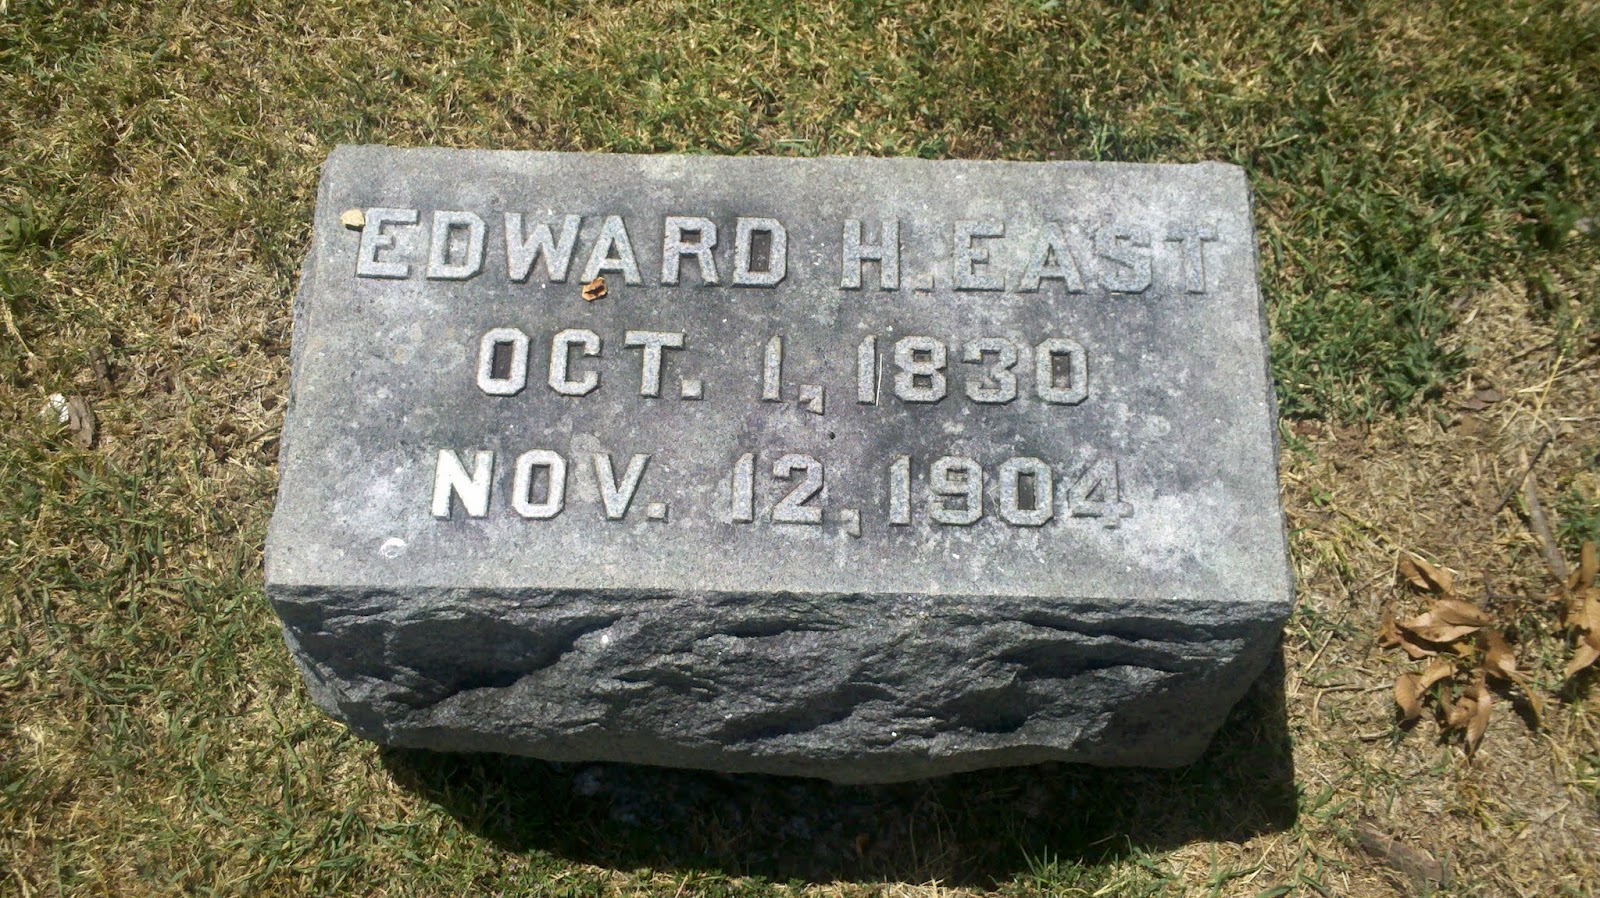 EDWARD H. EAST
OCT. 1, 1830
NOV. 12, 1904